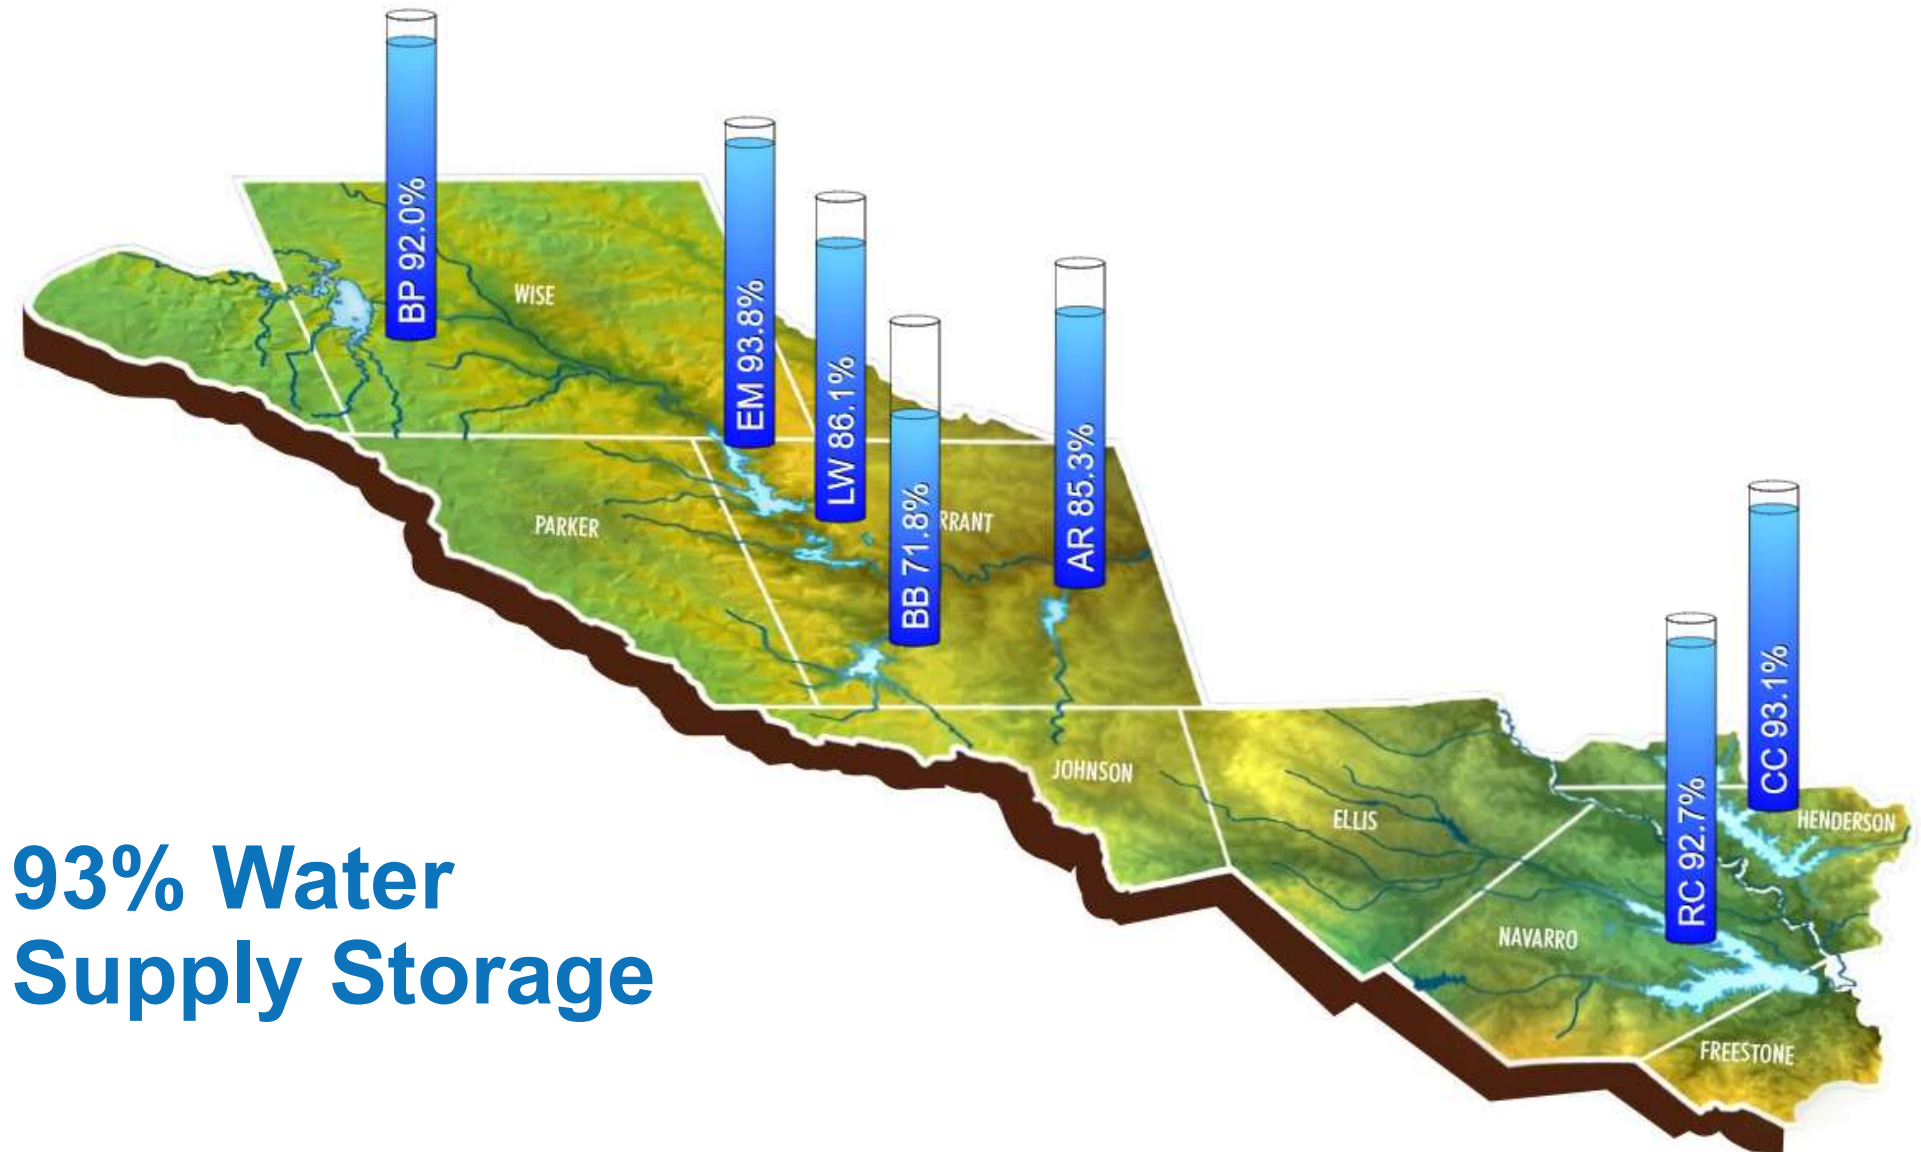 BP 92.0%
EM 93.8%
LW 86.1%
BB 71.8%
AR 85.3%
CC 93.1%
RC 92.7%
WISE
PARKER
RRANT
JOHNSON
ELLIS
HENDERSON
NAVARRO
FREESTONE
93% Water
Supply Storage